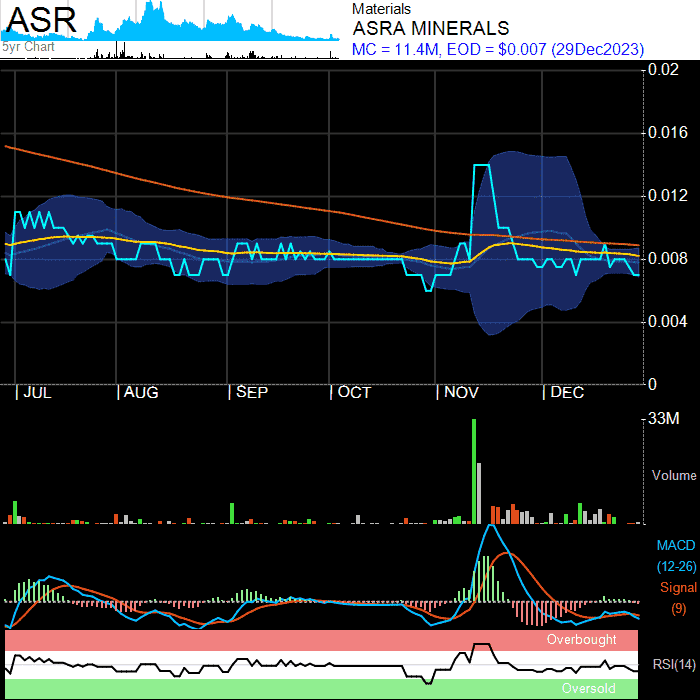 ASR
5yr Chart
Materials
ASRA MINERALS
MC = 11.4M, EOD = $0.007 (29Dec2023)
0.02
0.016
0.012
0.008
0.004
0
| JUL | AUG | SEP | OCT | NOV | DEC
33M
Volume
MACD
(12-26)
Signal
(9)
Overbought
RSI(14)
Oversold